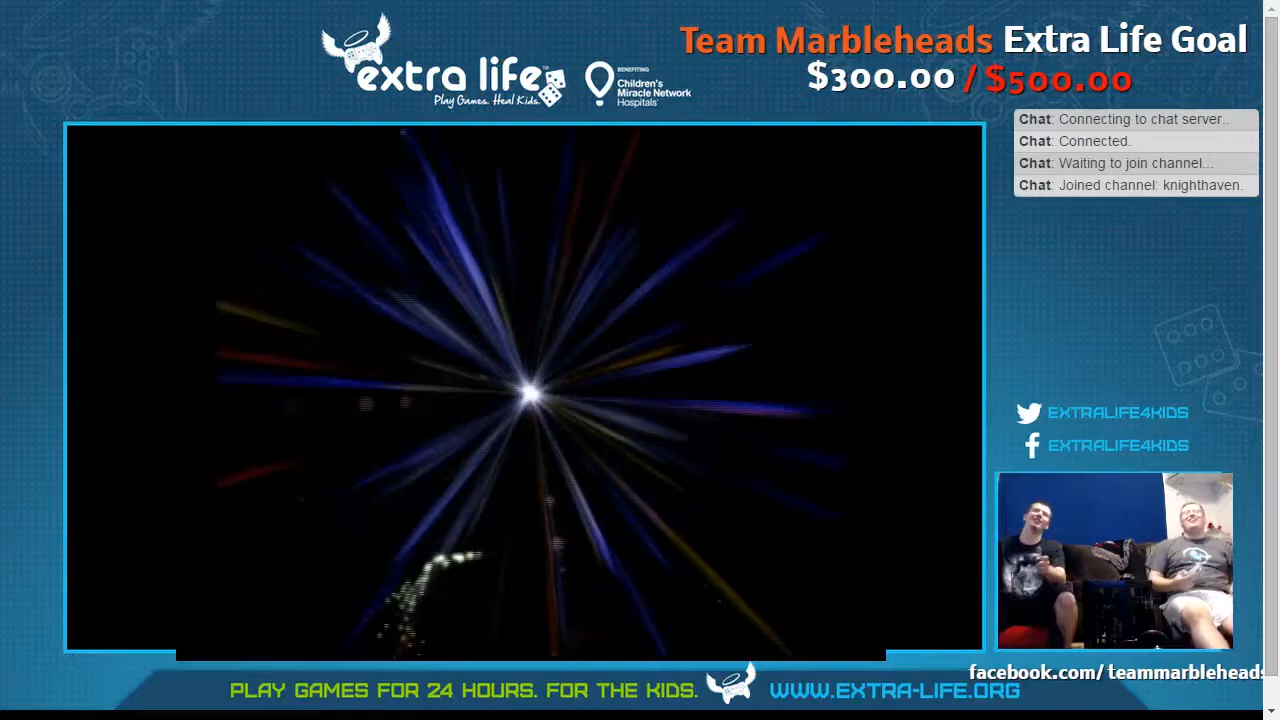 extra life™
Play Games. Heal Kids.
BENEFITING
Children's
Miracle Network
Hospitals
Team Marbleheads Extra Life Goal
$300.00 / $500.00
Chat: Connecting to chat server..
Chat: Connected.
Chat: Waiting to join channel...
Chat: Joined channel: knighthaven.
EXTRALIFE4KIDS
EXTRALIFE4KIDS
facebook.com/ teammarbleheads
PLAY GAMES FOR 24 HOURS. FOR THE KIDS.
WWW.EXTRA-LIFE.ORG